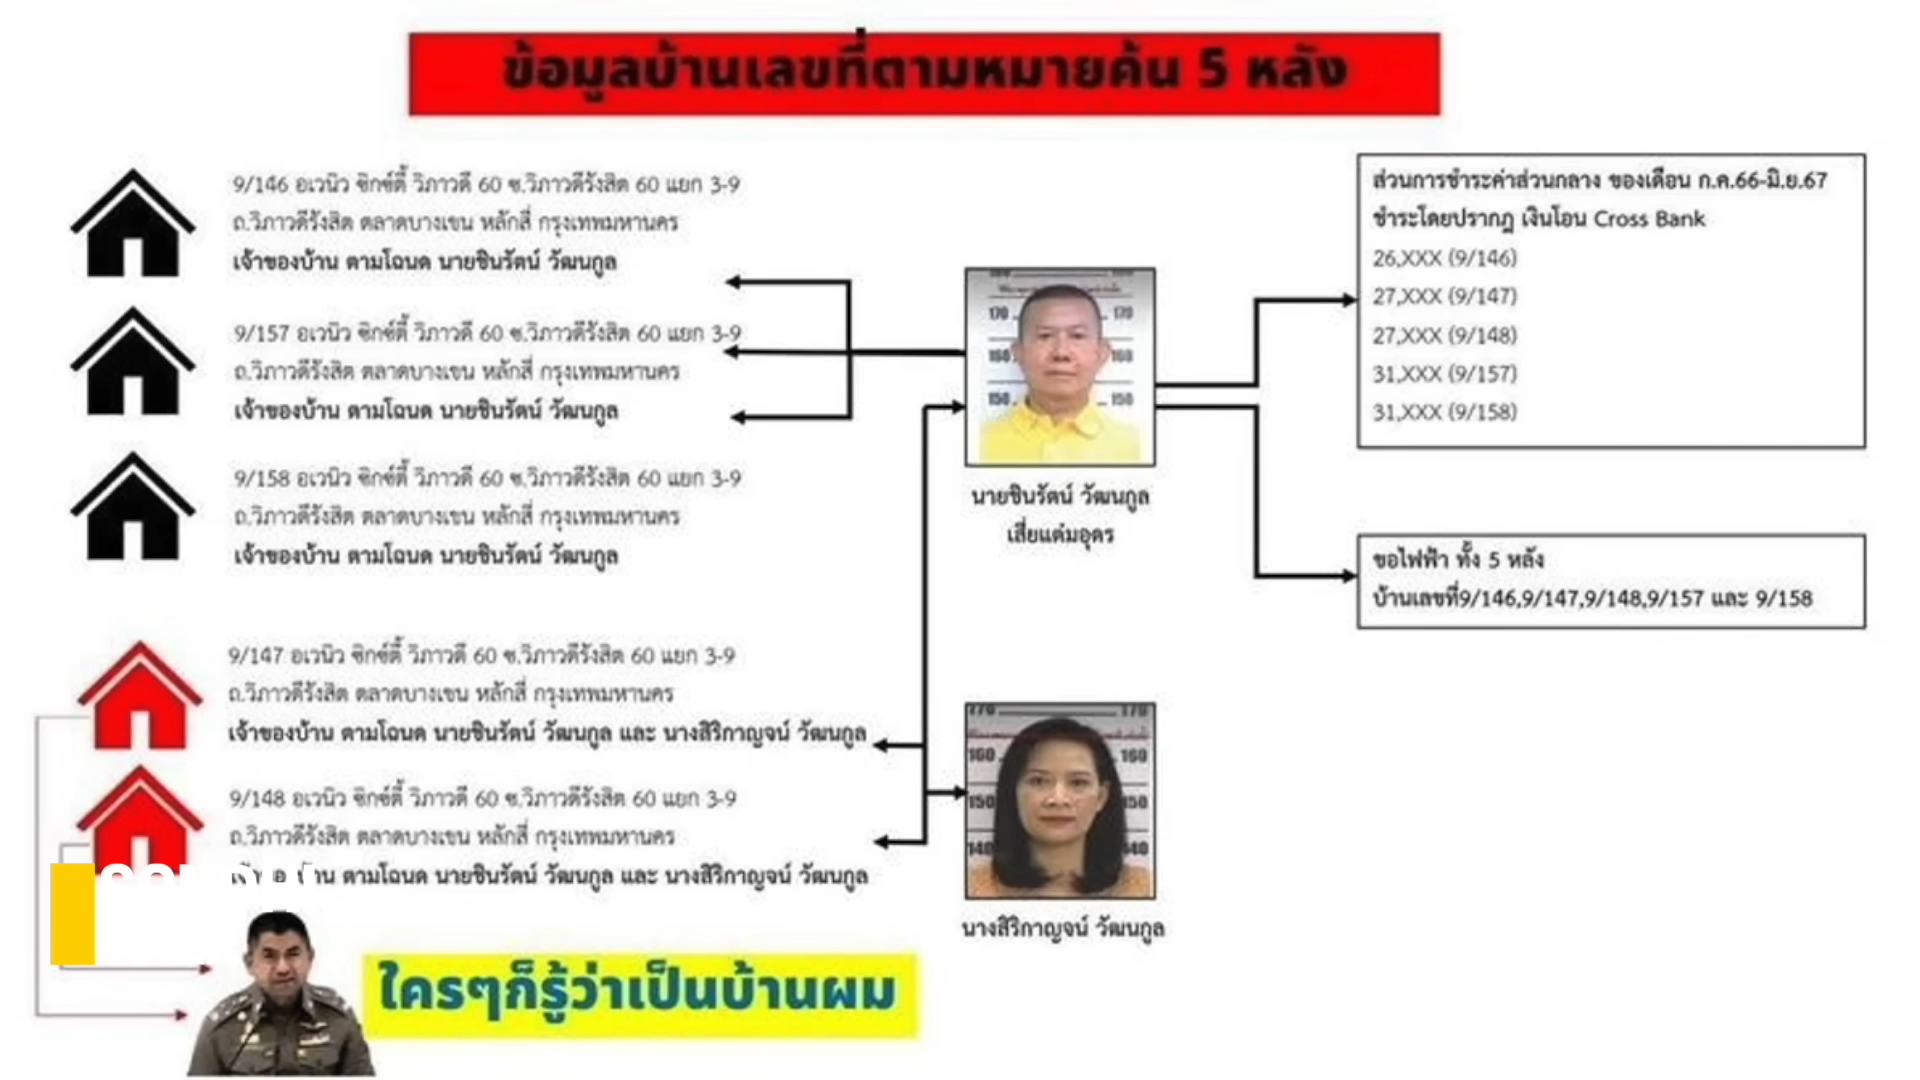 ข้อมูลบ้านเลขที่ตามหมายค้น 5 หลัง
9/146 อเวนิว ซิกซ์ตี้ วิภาวดี 60 ซ.วิภาวดีรังสิต 60 แยก 3-9
ถ.วิภาวดีรังสิต ตลาดบางเขน หลักสี่ กรุงเทพมหานคร
เจ้าของบ้าน ตามโฉนด นายชินรัตน์ วัฒนกูล
9/157 อเวนิว ซิกซ์ตี้ วิภาวดี 60 ซ.วิภาวดีรังสิต 60 แยก 3-9
ถ.วิภาวดีรังสิต ตลาดบางเขน หลักสี่ กรุงเทพมหานคร
เจ้าของบ้าน ตามโฉนด นายชินรัตน์ วัฒนกูล
9/158 อเวนิว ซิกซ์ตี้ วิภาวดี 60 ซ.วิภาวดีรังสิต 60 แยก 3-9
ถ.วิภาวดีรังสิต ตลาดบางเขน หลักสี่ กรุงเทพมหานคร
เจ้าของบ้าน ตามโฉนด นายชินรัตน์ วัฒนกูล
9/147 อเวนิว ซิกซ์ตี้ วิภาวดี 60 ซ.วิภาวดีรังสิต 60 แยก 3-9
ถ.วิภาวดีรังสิต ตลาดบางเขน หลักสี่ กรุงเทพมหานคร
เจ้าของบ้าน ตามโฉนด นายชินรัตน์ วัฒนกูล และ นางสิริกาญจน์ วัฒนกูล
9/148 อเวนิว ซิกซ์ตี้ วิภาวดี 60 ซ.วิภาวดีรังสิต 60 แยก 3-9
ถ.วิภาวดีรังสิต ตลาดบางเขน หลักสี่ กรุงเทพมหานคร
ตามโฉนด นายชินรัตน์ วัฒนกูล และ นางสิริกาญจน์ วัฒนกูล
ใครๆก็รู้ว่าเป็นบ้านผม
170 170
160 160
150 150
นายชินรัตน์ วัฒนกูล
เสี่ยแต๋มอุดร
170 170
160 160
150 150
140 140
นางสิริกาญจน์ วัฒนกูล
ส่วนการชำระค่าส่วนกลาง ของเดือน ก.ค.66-มิ.ย.67
ชำระโดยปรากฎ เงินโอน Cross Bank
26,XXX (9/146)
27,XXX (9/147)
27,XXX (9/148)
31,XXX (9/157)
31,XXX (9/158)
ขอไฟฟ้า ทั้ง 5 หลัง
บ้านเลขที่9/146,9/147,9/148,9/157 และ 9/158